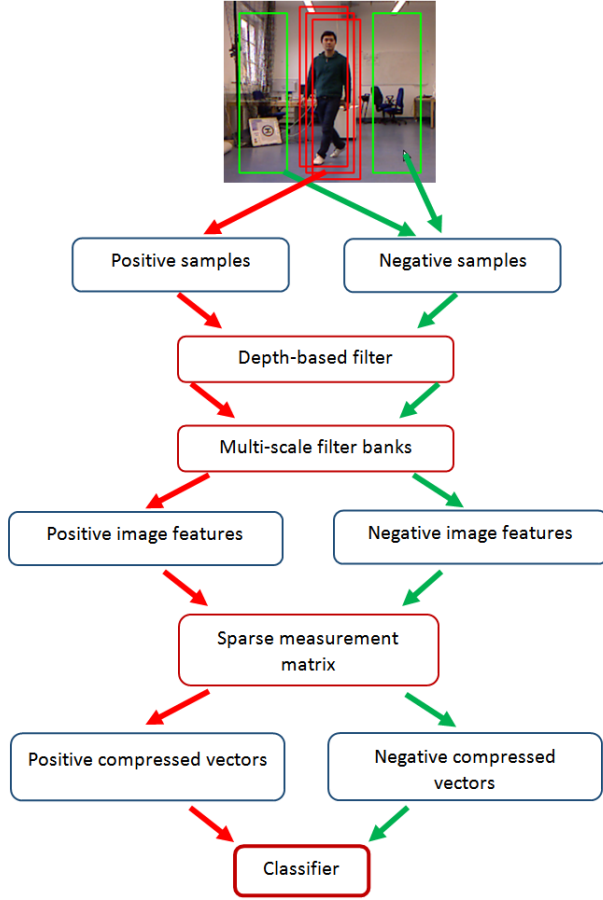 Positive samples
Negative samples
Depth-based filter
Multi-scale filter banks
Positive image features
Negative image features
Sparse measurement
matrix
Positive compressed vectors
Negative compressed
vectors
Classifier